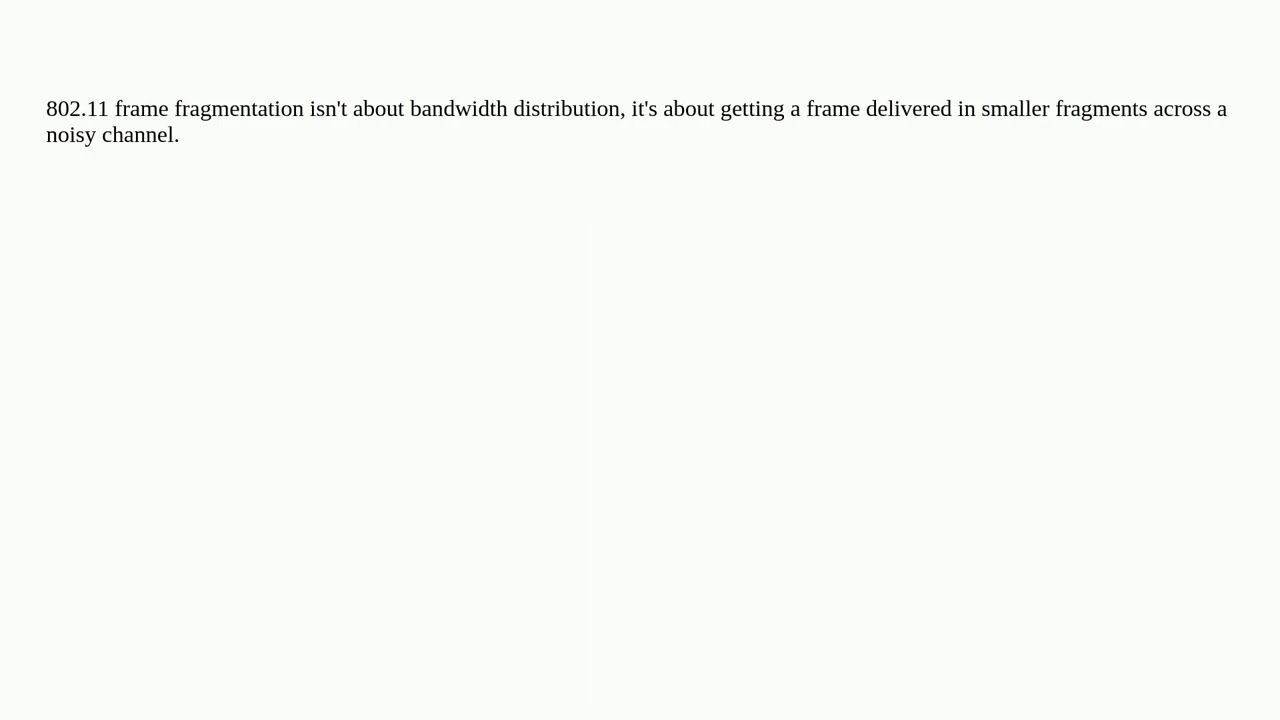 802.11 frame fragmentation isn't about bandwidth distribution, it's about getting a frame delivered in smaller fragments across a
noisy channel.